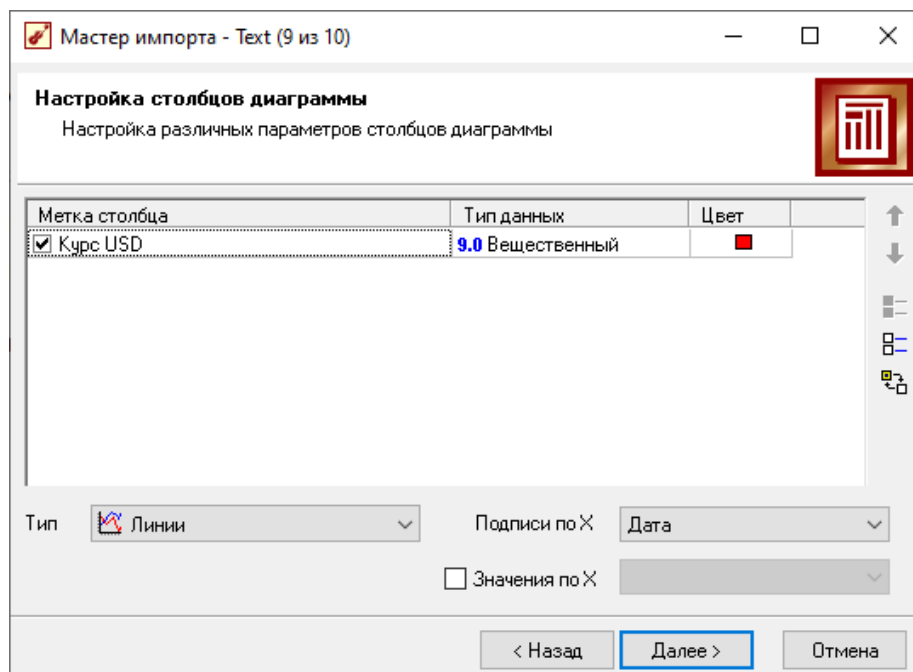 Мастер импорта - Text (9 из 10)
Настройка столбцов диаграммы
Настройка различных параметров столбцов диаграммы
Метка столбца Тип данных Цвет
Курс USD 9.0 Вещественный
Тип Линии Подписи по X Дата
Значения по X
< Назад Далее > Отмена